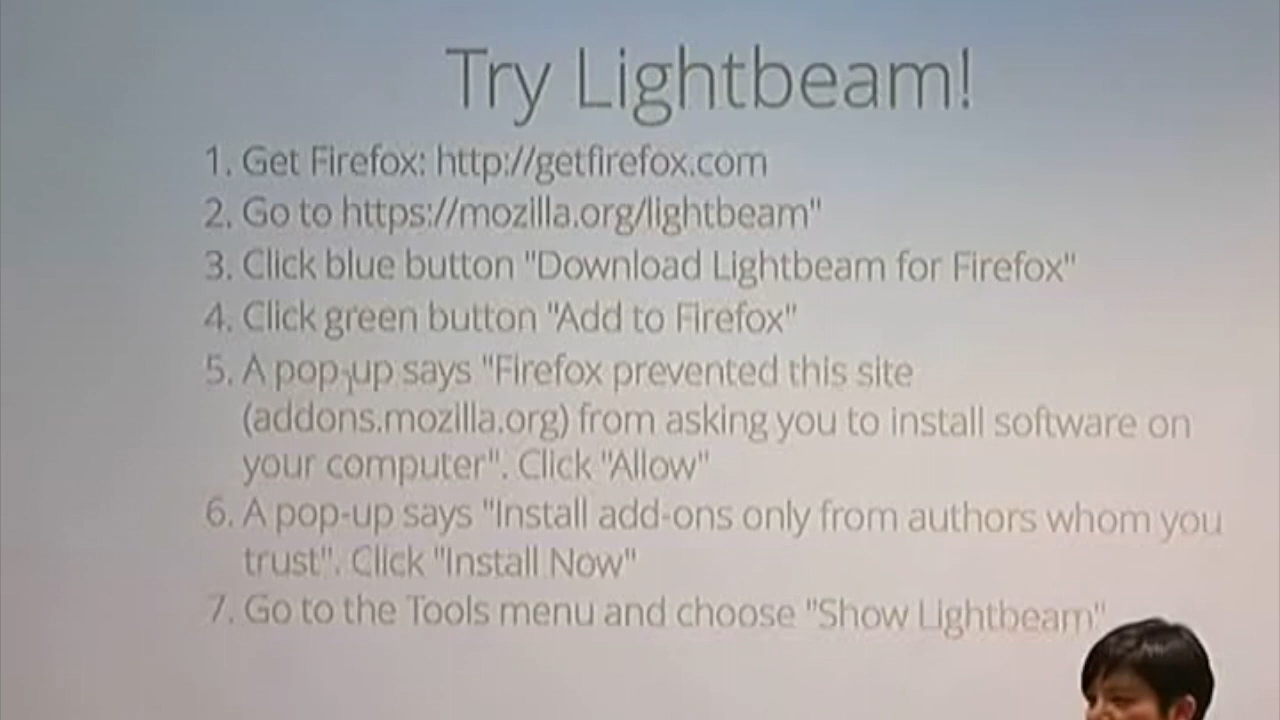 Try Lightbeam!
1. Get Firefox: http://getfirefox.com
2. Go to https://mozilla.org/lightbeam"
3. Click blue button "Download Lightbeam for Firefox"
4. Click green button "Add to Firefox"
5. A pop-up says "Firefox prevented this site
(addons.mozilla.org) from asking you to install software on
your computer". Click "Allow"
6. A pop-up says "Install add-ons only from authors whom you
trust". Click "Install Now"
7. Go to the Tools menu and choose "Show Lightbeam"